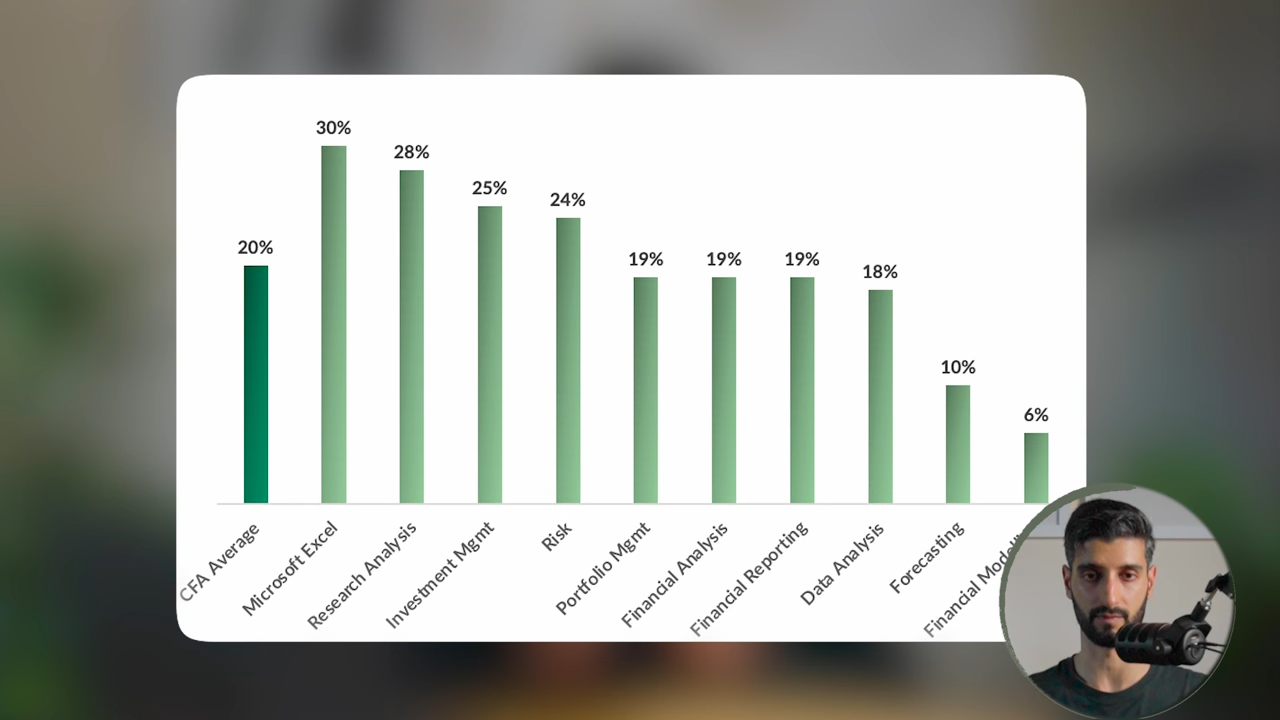 30%
28%
25%
24%
20%
19%
19%
19%
18%
10%
6%
CFA Average
Microsoft Excel
Research Analysis
Investment Mgmt
Risk
Portfolio Mgmt
Financial Analysis
Financial Reporting
Data Analysis
Forecasting
Financial